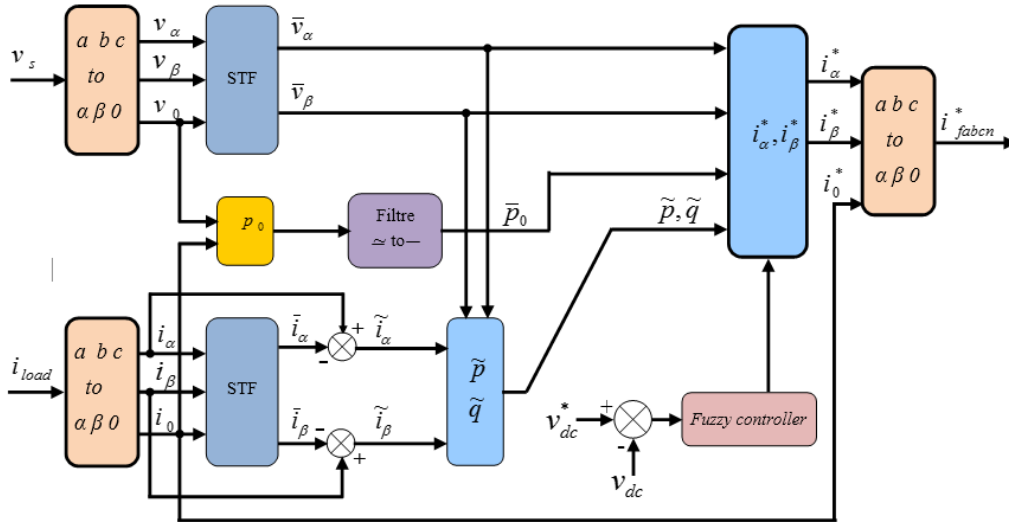 v_s
a b c
to
α β 0
v_α
v_β
v_0
STF
v̄_α
v̄_β
i*_α, i*_β
i*_α
i*_β
i*_0
a b c
to
α β 0
i*_fabcn
p_0
Filtre
≃ to —
p̄_0
p̃, q̃
i_load
a b c
to
α β 0
i_α
i_β
i_0
STF
ī_α
ĩ_α
+
-
ī_β
ĩ_β
-
+
p̃
q̃
v*_dc
+
-
v_dc
Fuzzy controller